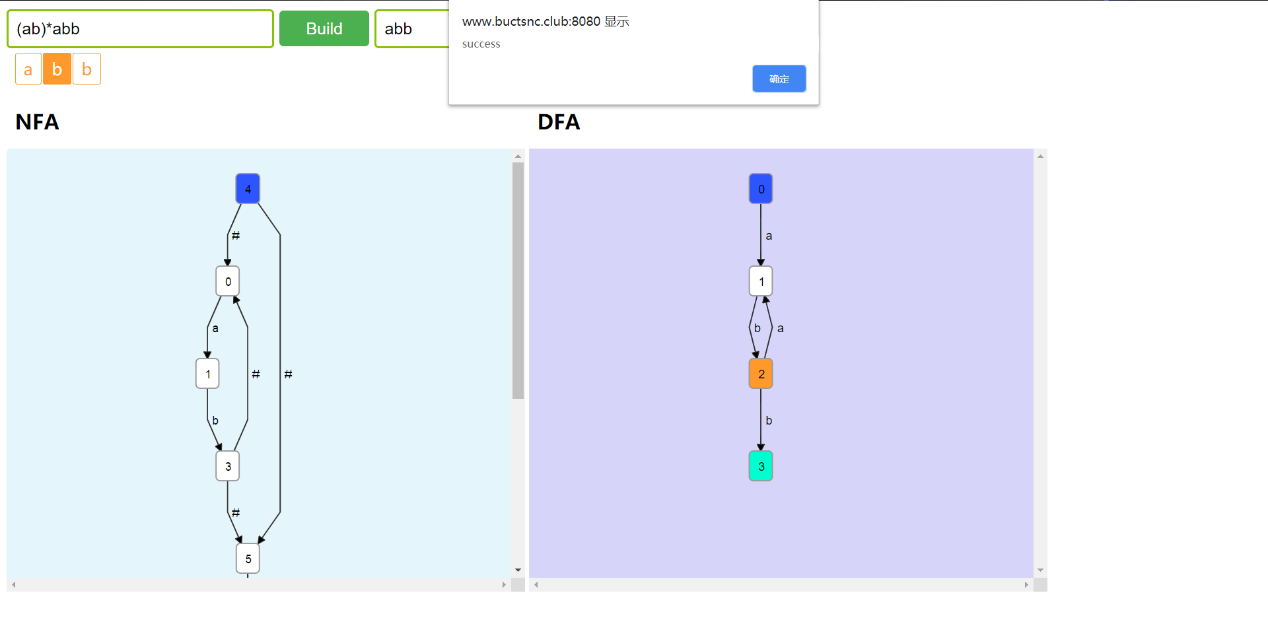 (ab)*abb
Build
abb
www.buctsnc.club:8080 显示
success
确定
a b b
NFA
DFA
4
#
0
a
1
# #
b
3
#
5
0
a
1
b a
2
b
3